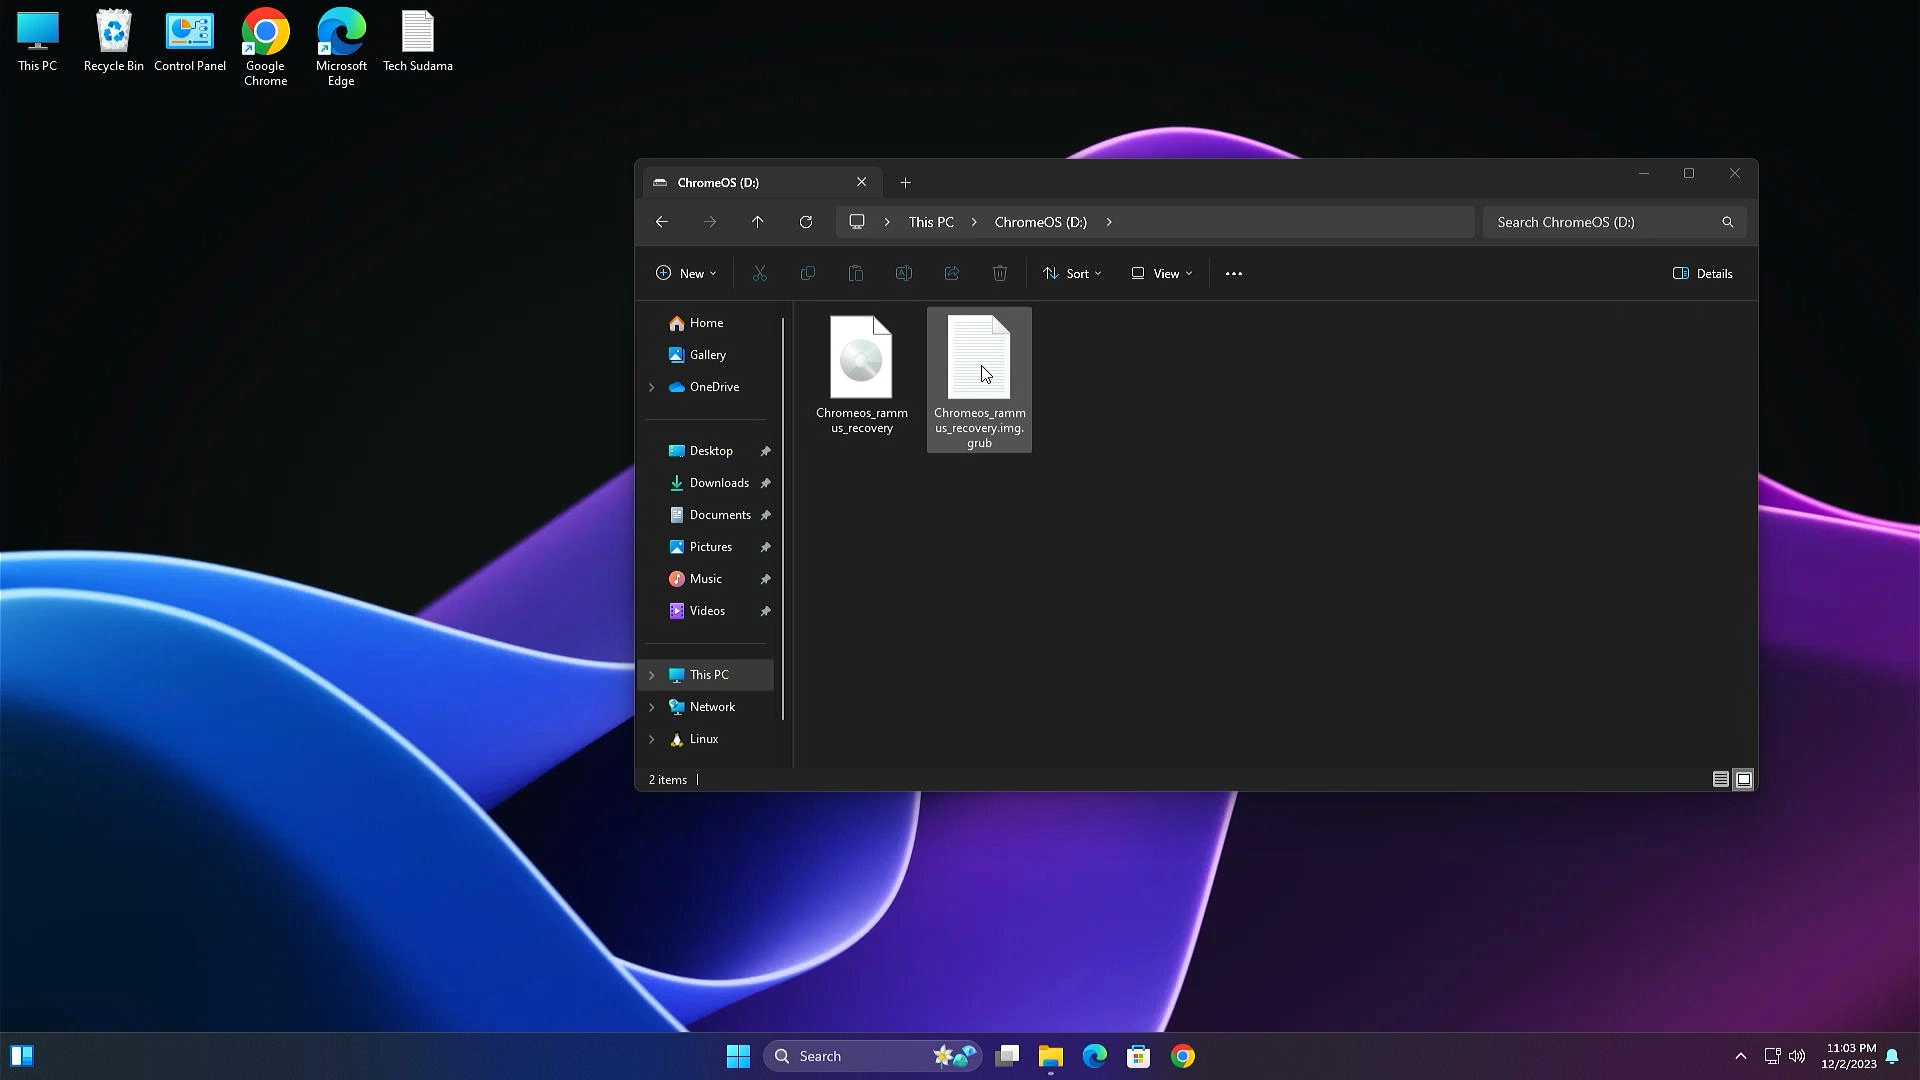 This PC
Recycle Bin
Control Panel
Google
Chrome
Microsoft
Edge
Tech Sudama
ChromeOS (D:)
This PC
ChromeOS (D:)
Search ChromeOS (D:)
New
Sort
View
Details
Home
Gallery
OneDrive
Desktop
Downloads
Documents
Pictures
Music
Videos
This PC
Network
Linux
Chromeos_ramm
us_recovery
Chromeos_ramm
us_recovery.img.
grub
2 items
Search
11:03 PM
12/2/2023